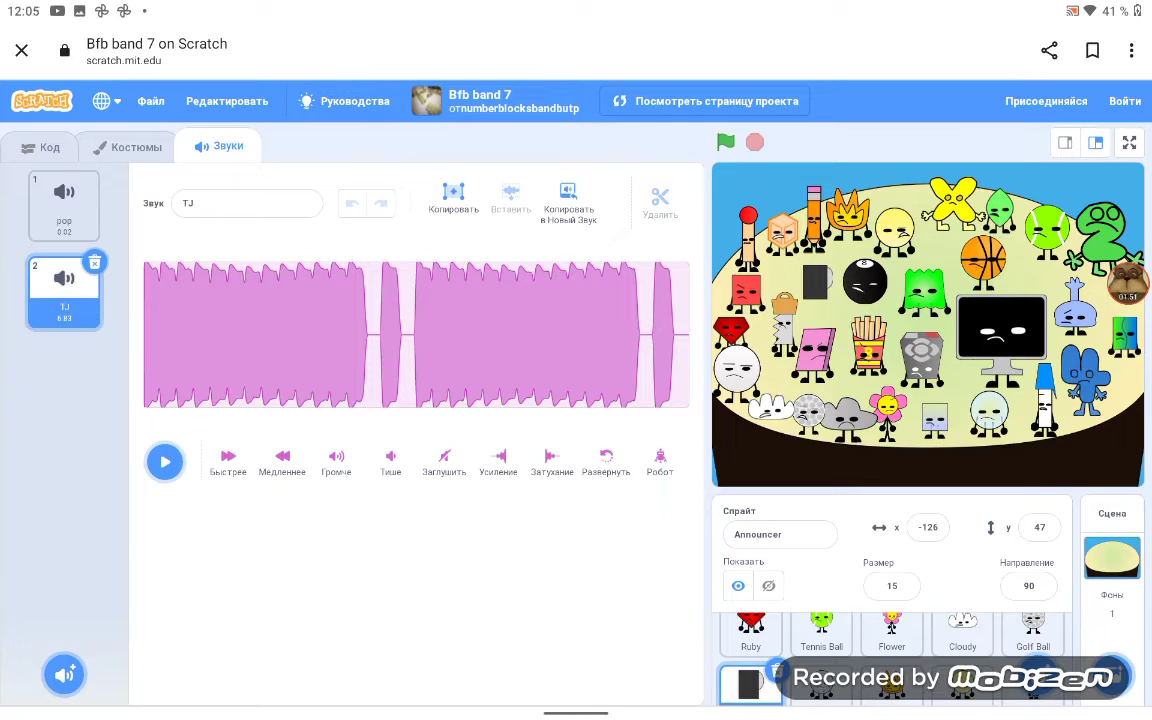 12:05
41 %
Bfb band 7 on Scratch
scratch.mit.edu
SCRATCH
Файл
Редактировать
Руководства
Bfb band 7
отnumberblocksbandbutp
Посмотреть страницу проекта
Присоединяйся
Войти
Код
Костюмы
Звуки
1
pop
0.02
2
TJ
6.83
Звук
TJ
Копировать
Вставить
Копировать
в Новый Звук
Удалить
Быстрее
Медленнее
Громче
Тише
Заглушить
Усиление
Затухание
Развернуть
Робот
8
01:51
Спрайт
Announcer
x
-126
y
47
Показать
Размер
15
Направление
90
Сцена
Фоны
1
Ruby
Tennis Ball
Flower
Cloudy
Golf Ball
Recorded by mobizen